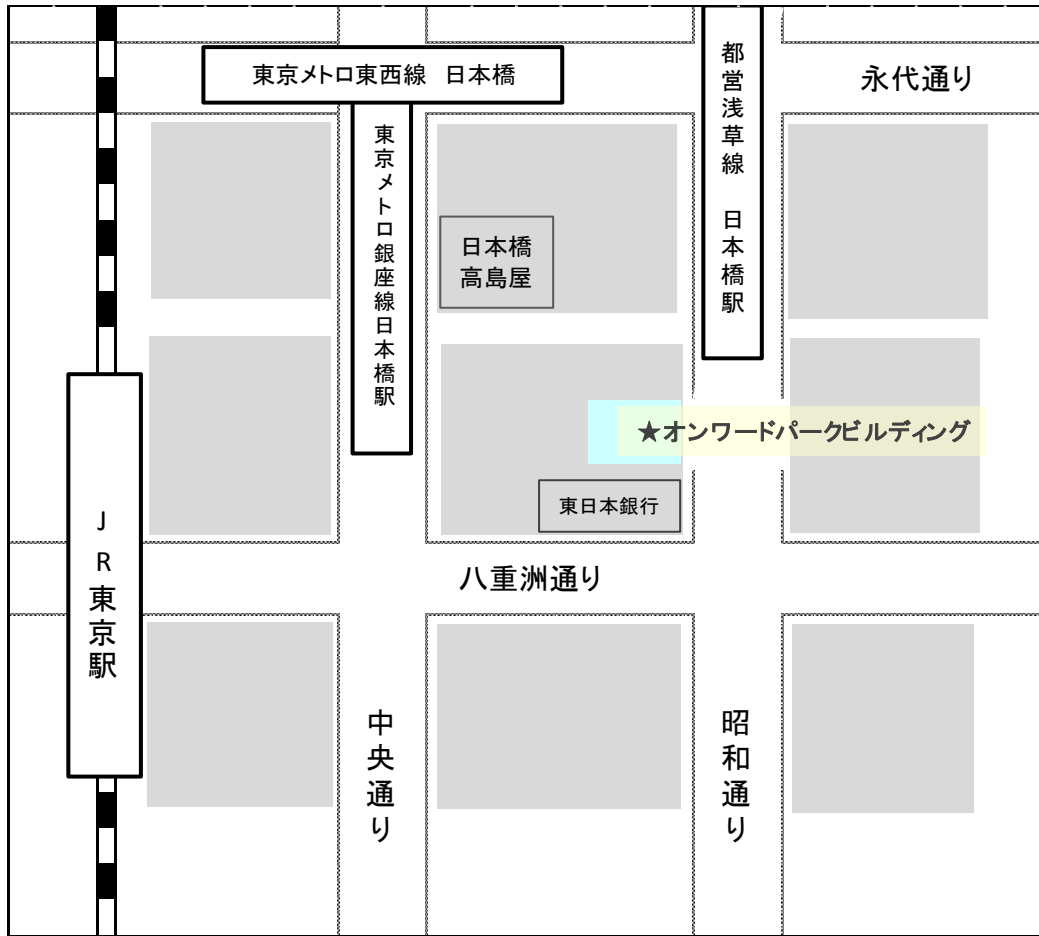 東京メトロ東西線 日本橋
永代通り
都営浅草線 日本橋駅
東京メトロ銀座線日本橋駅
日本橋
高島屋
★オンワードパークビルディング
東日本銀行
JR東京駅
八重洲通り
中央通り
昭和通り